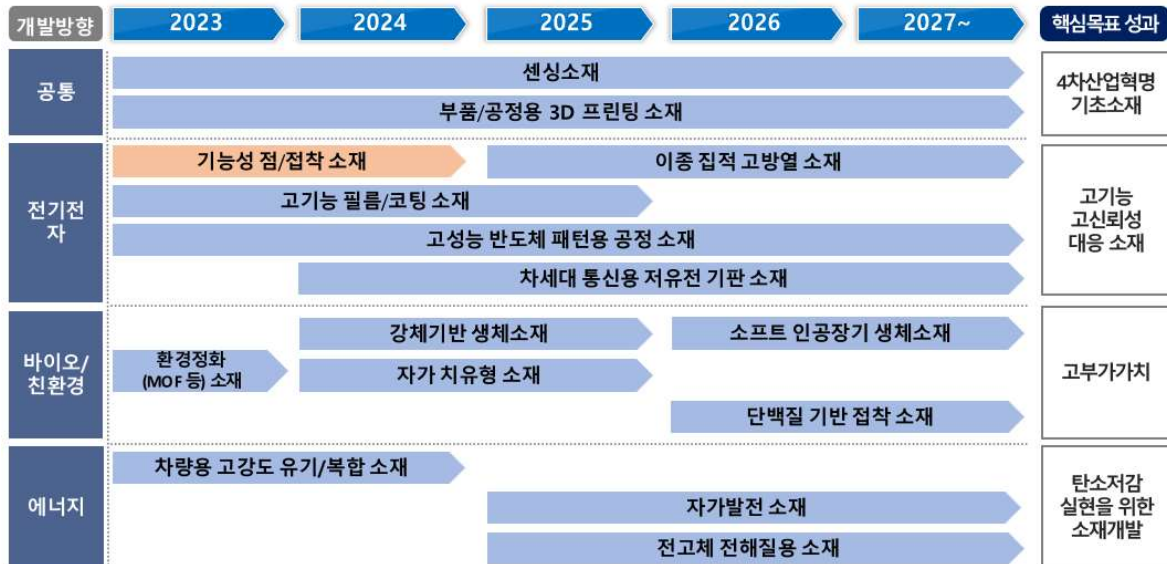 개발방향 2023 2024 2025 2026 2027~ 핵심목표 성과
공통
센싱소재
부품/공정용 3D 프린팅 소재
4차산업혁명
기초소재
전기전
자
기능성 점/접착 소재 이종 집적 고방열 소재
고기능 필름/코팅 소재
고성능 반도체 패턴용 공정 소재
차세대 통신용 저유전 기판 소재
고기능
고신뢰성
대응 소재
바이오/
친환경
강체기반 생체소재 소프트 인공장기 생체소재
환경정화
(MOF 등) 소재
자가 치유형 소재
단백질 기반 접착 소재
고부가가치
에너지
차량용 고강도 유기/복합 소재
자가발전 소재
전고체 전해질용 소재
탄소저감
실현을 위한
소재개발